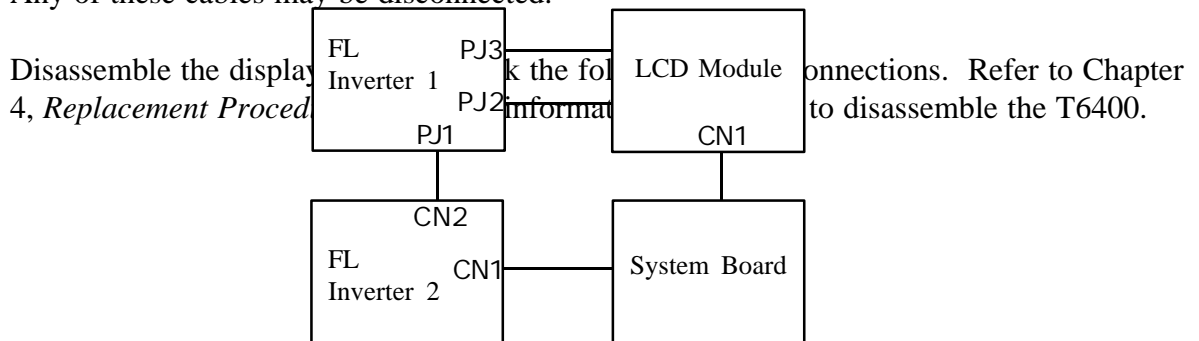 Any of these cables may be disconnected.
Disassemble the display k the fol onnections. Refer to Chapter
4, Replacement Proced informat to disassemble the T6400.
FL
Inverter 1
PJ3
PJ2
PJ1
LCD Module
CN1
FL
Inverter 2
CN2
CN1
System Board